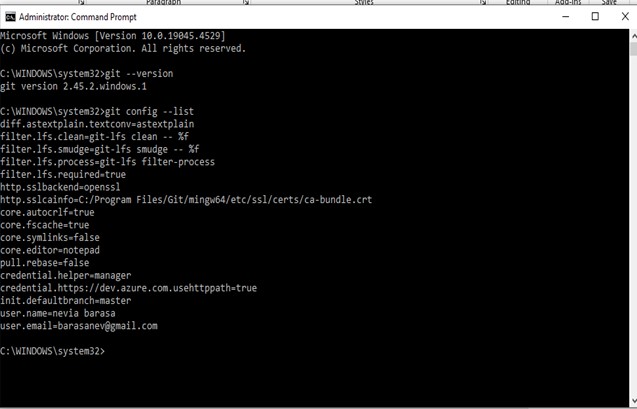 Paragraph Styles Editing Add-ins Save
Administrator: Command Prompt
Microsoft Windows [Version 10.0.19045.4529]
(c) Microsoft Corporation. All rights reserved.
C:\WINDOWS\system32>git --version
git version 2.45.2.windows.1
C:\WINDOWS\system32>git config --list
diff.astextplain.textconv=astextplain
filter.lfs.clean=git-lfs clean -- %f
filter.lfs.smudge=git-lfs smudge -- %f
filter.lfs.process=git-lfs filter-process
filter.lfs.required=true
http.sslbackend=openssl
http.sslcainfo=C:/Program Files/Git/mingw64/etc/ssl/certs/ca-bundle.crt
core.autocrlf=true
core.fscache=true
core.symlinks=false
core.editor=notepad
pull.rebase=false
credential.helper=manager
credential.https://dev.azure.com.usehttppath=true
init.defaultbranch=master
user.name=nevia barasa
user.email=barasanev@gmail.com
C:\WINDOWS\system32>